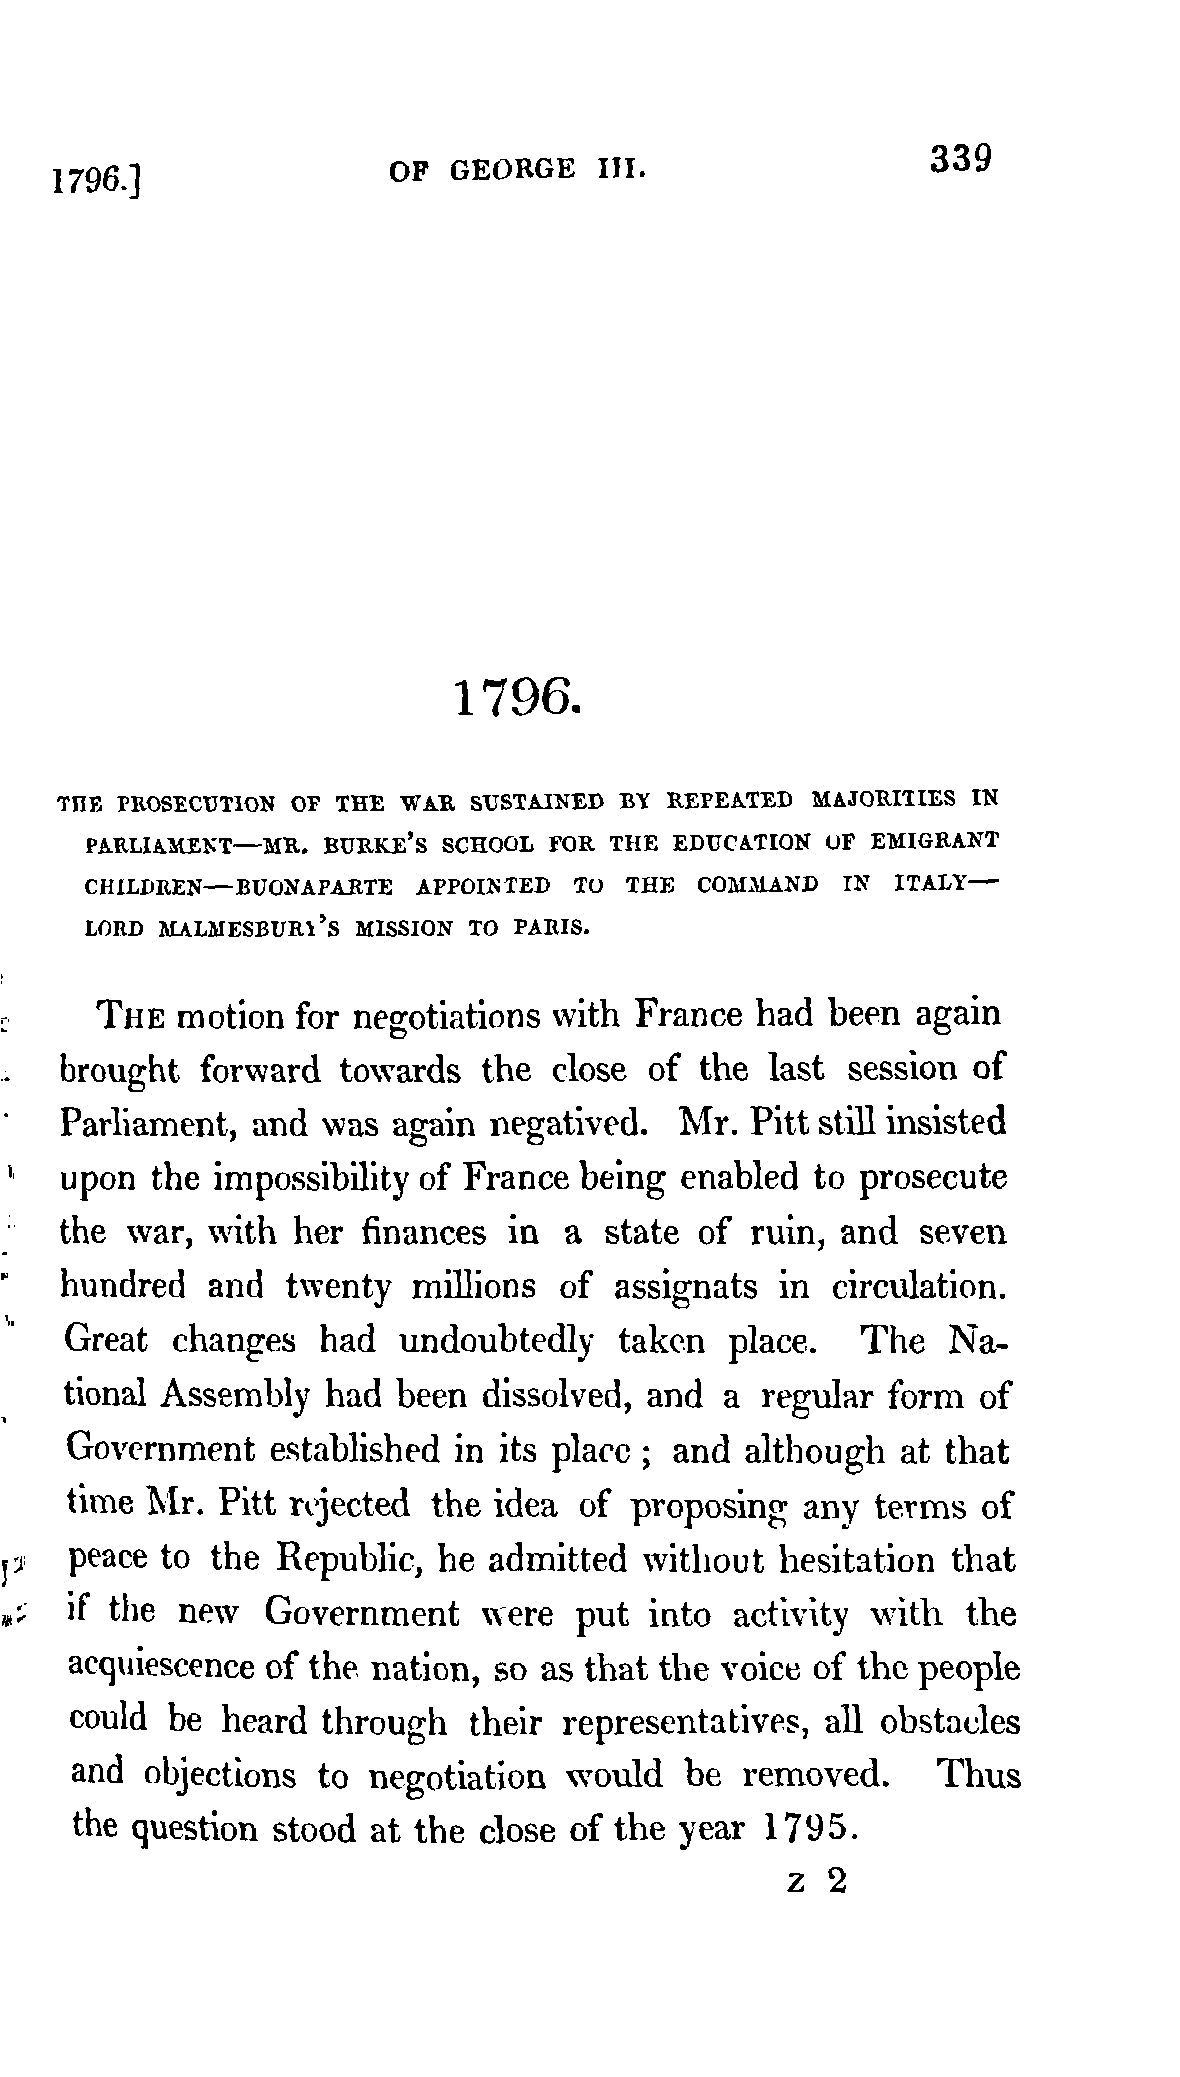 1796.] OF GEORGE III. 339
1796.
THE PROSECUTION OF THE WAR SUSTAINED BY REPEATED MAJORITIES IN
PARLIAMENT—MR. BURKE'S SCHOOL FOR THE EDUCATION OF EMIGRANT
CHILDREN—BUONAPARTE APPOINTED TO THE COMMAND IN ITALY—
LORD MALMESBURY'S MISSION TO PARIS.
THE motion for negotiations with France had been again
brought forward towards the close of the last session of
Parliament, and was again negatived. Mr. Pitt still insisted
upon the impossibility of France being enabled to prosecute
the war, with her finances in a state of ruin, and seven
hundred and twenty millions of assignats in circulation.
Great changes had undoubtedly taken place. The Na-
tional Assembly had been dissolved, and a regular form of
Government established in its place; and although at that
time Mr. Pitt rejected the idea of proposing any terms of
peace to the Republic, he admitted without hesitation that
if the new Government were put into activity with the
acquiescence of the nation, so as that the voice of the people
could be heard through their representatives, all obstacles
and objections to negotiation would be removed. Thus
the question stood at the close of the year 1795.
Z 2